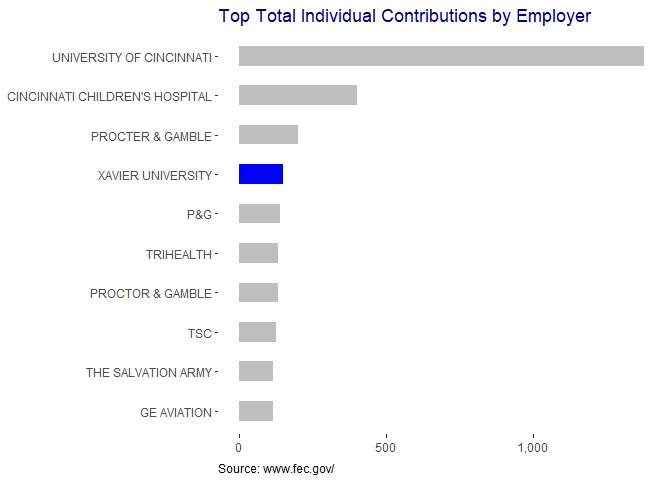 Top Total Individual Contributions by Employer
UNIVERSITY OF CINCINNATI
CINCINNATI CHILDREN'S HOSPITAL
PROCTER & GAMBLE
XAVIER UNIVERSITY
P&G
TRIHEALTH
PROCTOR & GAMBLE
TSC
THE SALVATION ARMY
GE AVIATION
0 500 1,000
Source: www.fec.gov/